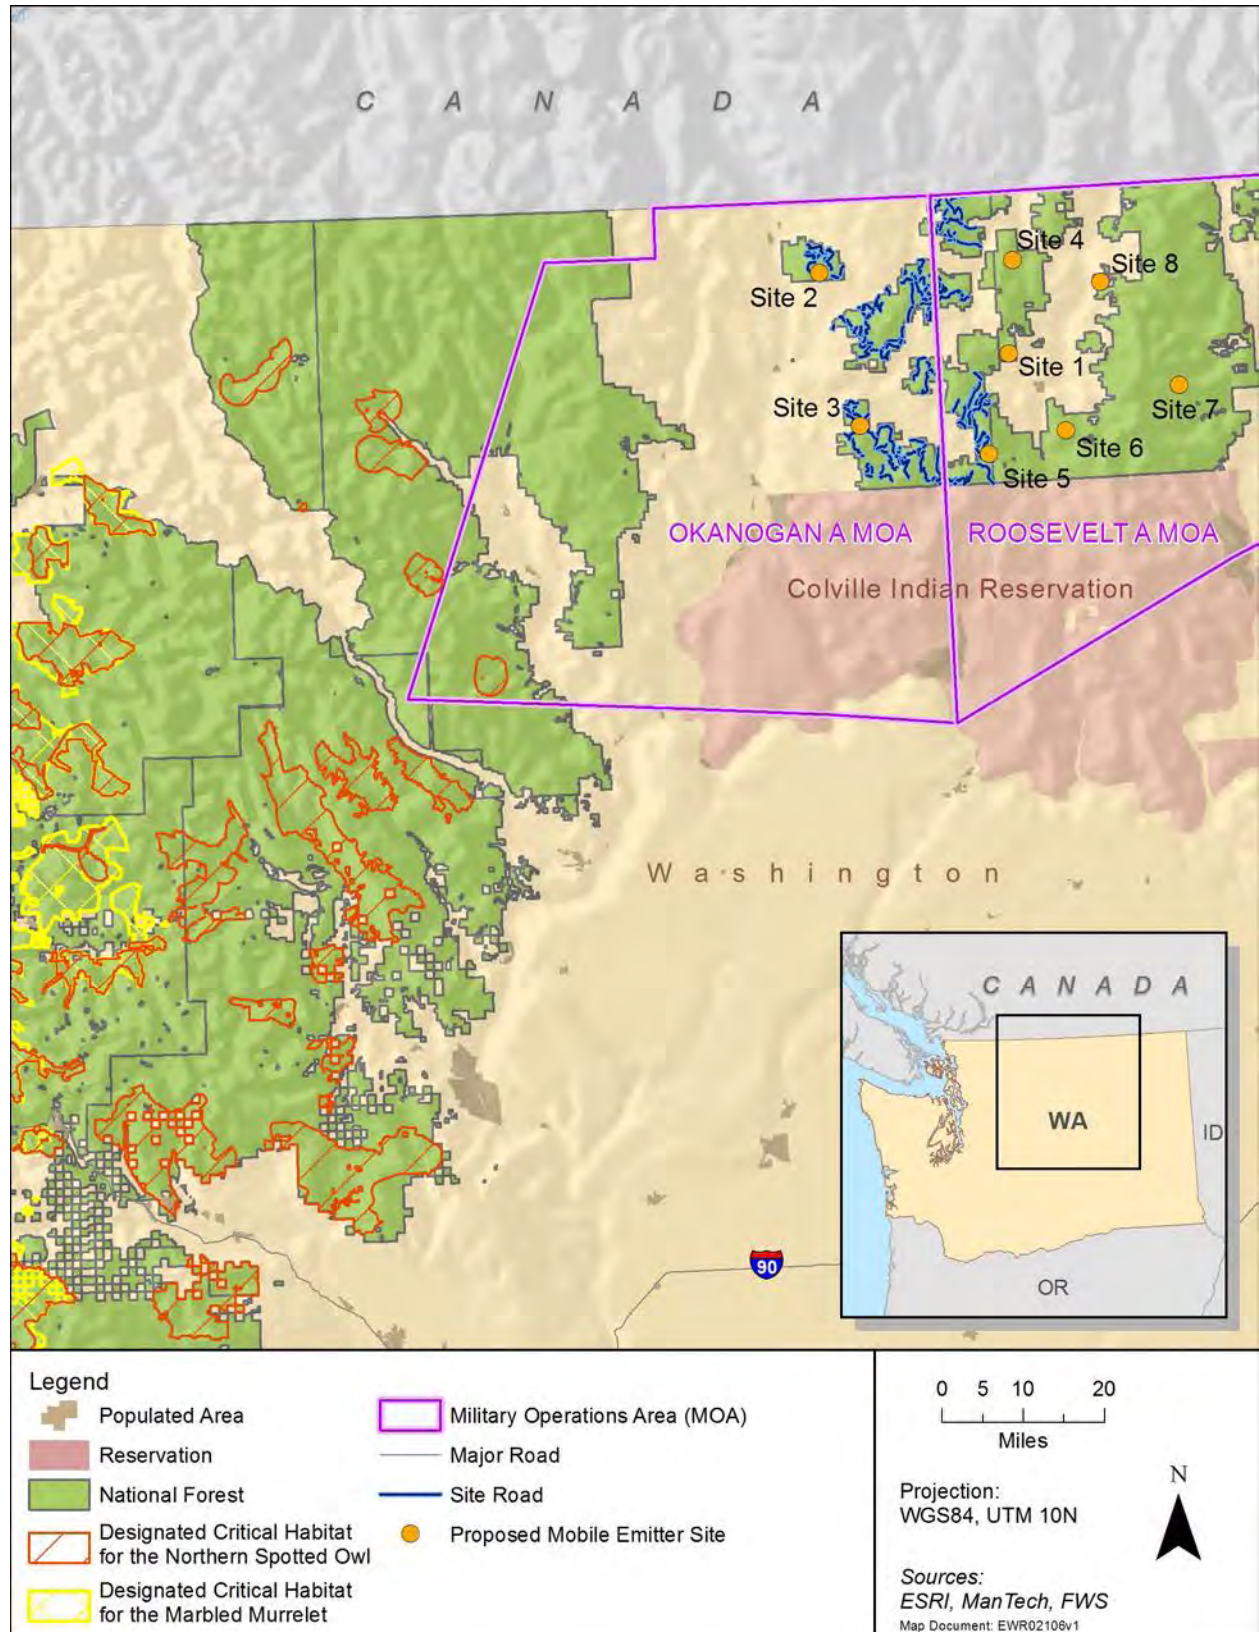 C A N A D A
Site 4
Site 8
Site 2
Site 1
Site 3
Site 7
Site 6
Site 5
OKANOGAN A MOA
ROOSEVELT A MOA
Colville Indian Reservation
Washington
C A N A D A
WA
ID
OR
90
Legend
Populated Area
Reservation
National Forest
Designated Critical Habitat
for the Northern Spotted Owl
Designated Critical Habitat
for the Marbled Murrelet
Military Operations Area (MOA)
Major Road
Site Road
Proposed Mobile Emitter Site
0 5 10 20
Miles
N
Projection:
WGS84, UTM 10N
Sources:
ESRI, ManTech, FWS
Map Document: EWR02106v1